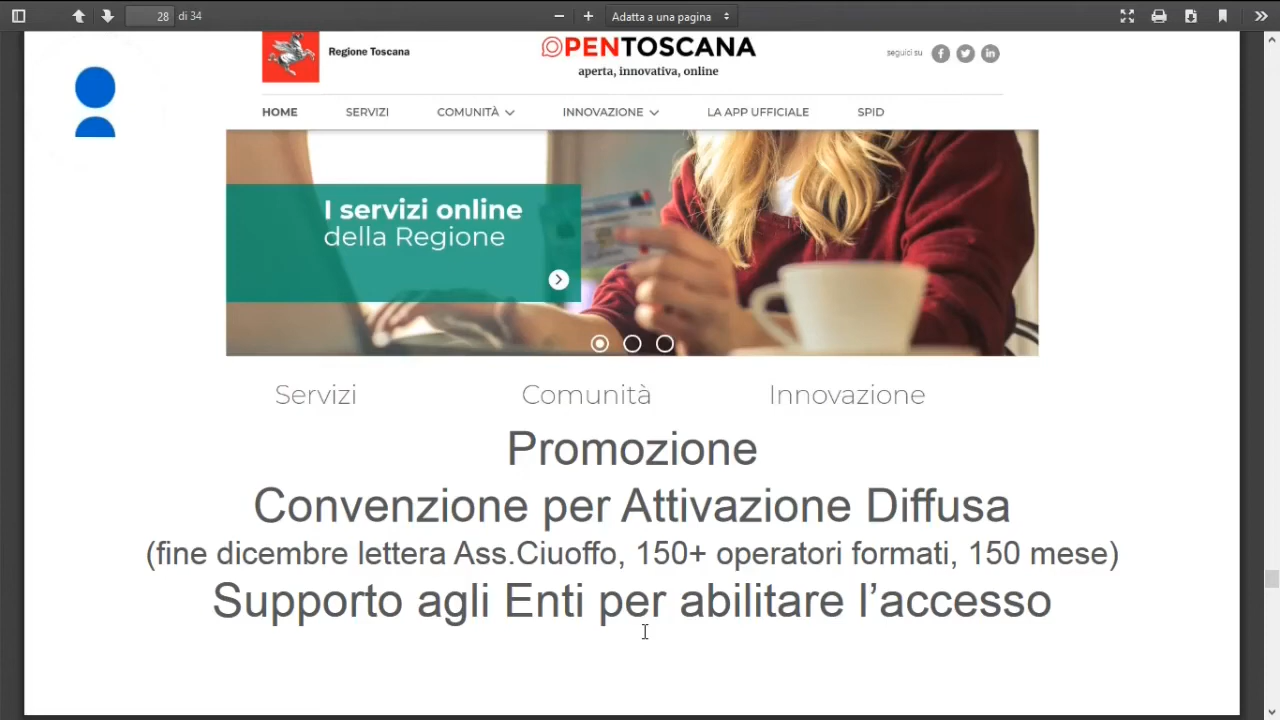 28 di 34 Adatta a una pagina
Regione Toscana
OPENTOSCANA
aperta, innovativa, online
seguici su
HOME SERVIZI COMUNITÀ INNOVAZIONE LA APP UFFICIALE SPID
I servizi online
della Regione
Servizi Comunità Innovazione
Promozione
Convenzione per Attivazione Diffusa
(fine dicembre lettera Ass.Ciuoffo, 150+ operatori formati, 150 mese)
Supporto agli Enti per abilitare l’accesso